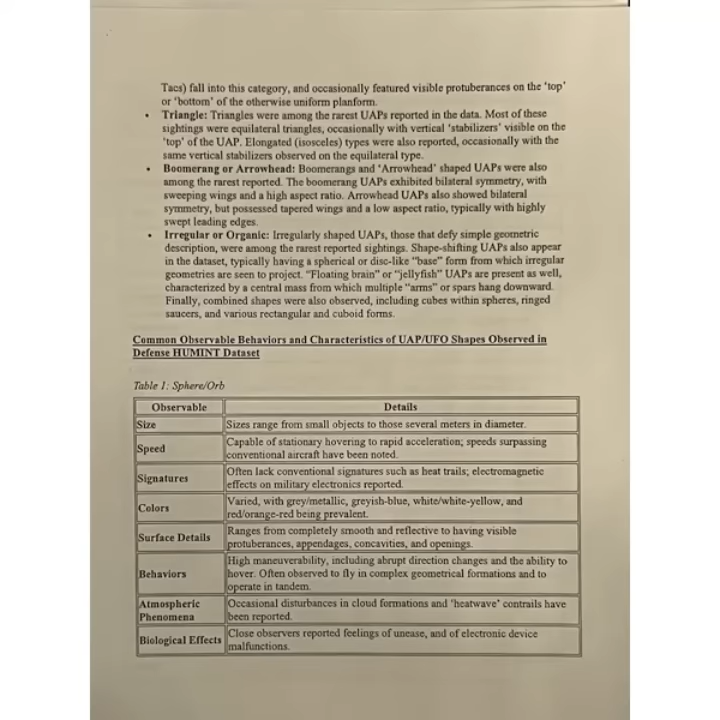 Tacs) fall into this category, and occasionally featured visible protuberances on the 'top'
or 'bottom' of the otherwise uniform planform.
• Triangle: Triangles were among the rarest UAPs reported in the data. Most of these
sightings were equilateral triangles, occasionally with vertical 'stabilizers' visible on the
'top' of the UAP. Elongated (isosceles) types were also reported, occasionally with the
same vertical stabilizers observed on the equilateral type.
• Boomerang or Arrowhead: Boomerangs and 'Arrowhead' shaped UAPs were also
among the rarest reported. The boomerang UAPs exhibited bilateral symmetry, with
sweeping wings and a high aspect ratio. Arrowhead UAPs also showed bilateral
symmetry, but possessed tapered wings and a low aspect ratio, typically with highly
swept leading edges.
• Irregular or Organic: Irregularly shaped UAPs, those that defy simple geometric
description, were among the rarest reported sightings. Shape-shifting UAPs also appear
in the dataset, typically having a spherical or disc-like "base" form from which irregular
geometries are seen to project. "Floating brain" or "jellyfish" UAPs are present as well,
characterized by a central mass from which multiple "arms" or spars hang downward.
Finally, combined shapes were also observed, including cubes within spheres, ringed
saucers, and various rectangular and cuboid forms.
Common Observable Behaviors and Characteristics of UAP/UFO Shapes Observed in
Defense HUMINT Dataset
Table 1: Sphere/Orb
Observable Details
Size Sizes range from small objects to those several meters in diameter.
Speed Capable of stationary hovering to rapid acceleration; speeds surpassing
conventional aircraft have been noted.
Signatures Often lack conventional signatures such as heat trails; electromagnetic
effects on military electronics reported.
Colors Varied, with grey/metallic, greyish-blue, white/white-yellow, and
red/orange-red being prevalent.
Surface Details Ranges from completely smooth and reflective to having visible
protuberances, appendages, concavities, and openings.
Behaviors High maneuverability, including abrupt direction changes and the ability to
hover. Often observed to fly in complex geometrical formations and to
operate in tandem.
Atmospheric Phenomena Occasional disturbances in cloud formations and 'heatwave' contrails have
been reported.
Biological Effects Close observers reported feelings of unease, and of electronic device
malfunctions.